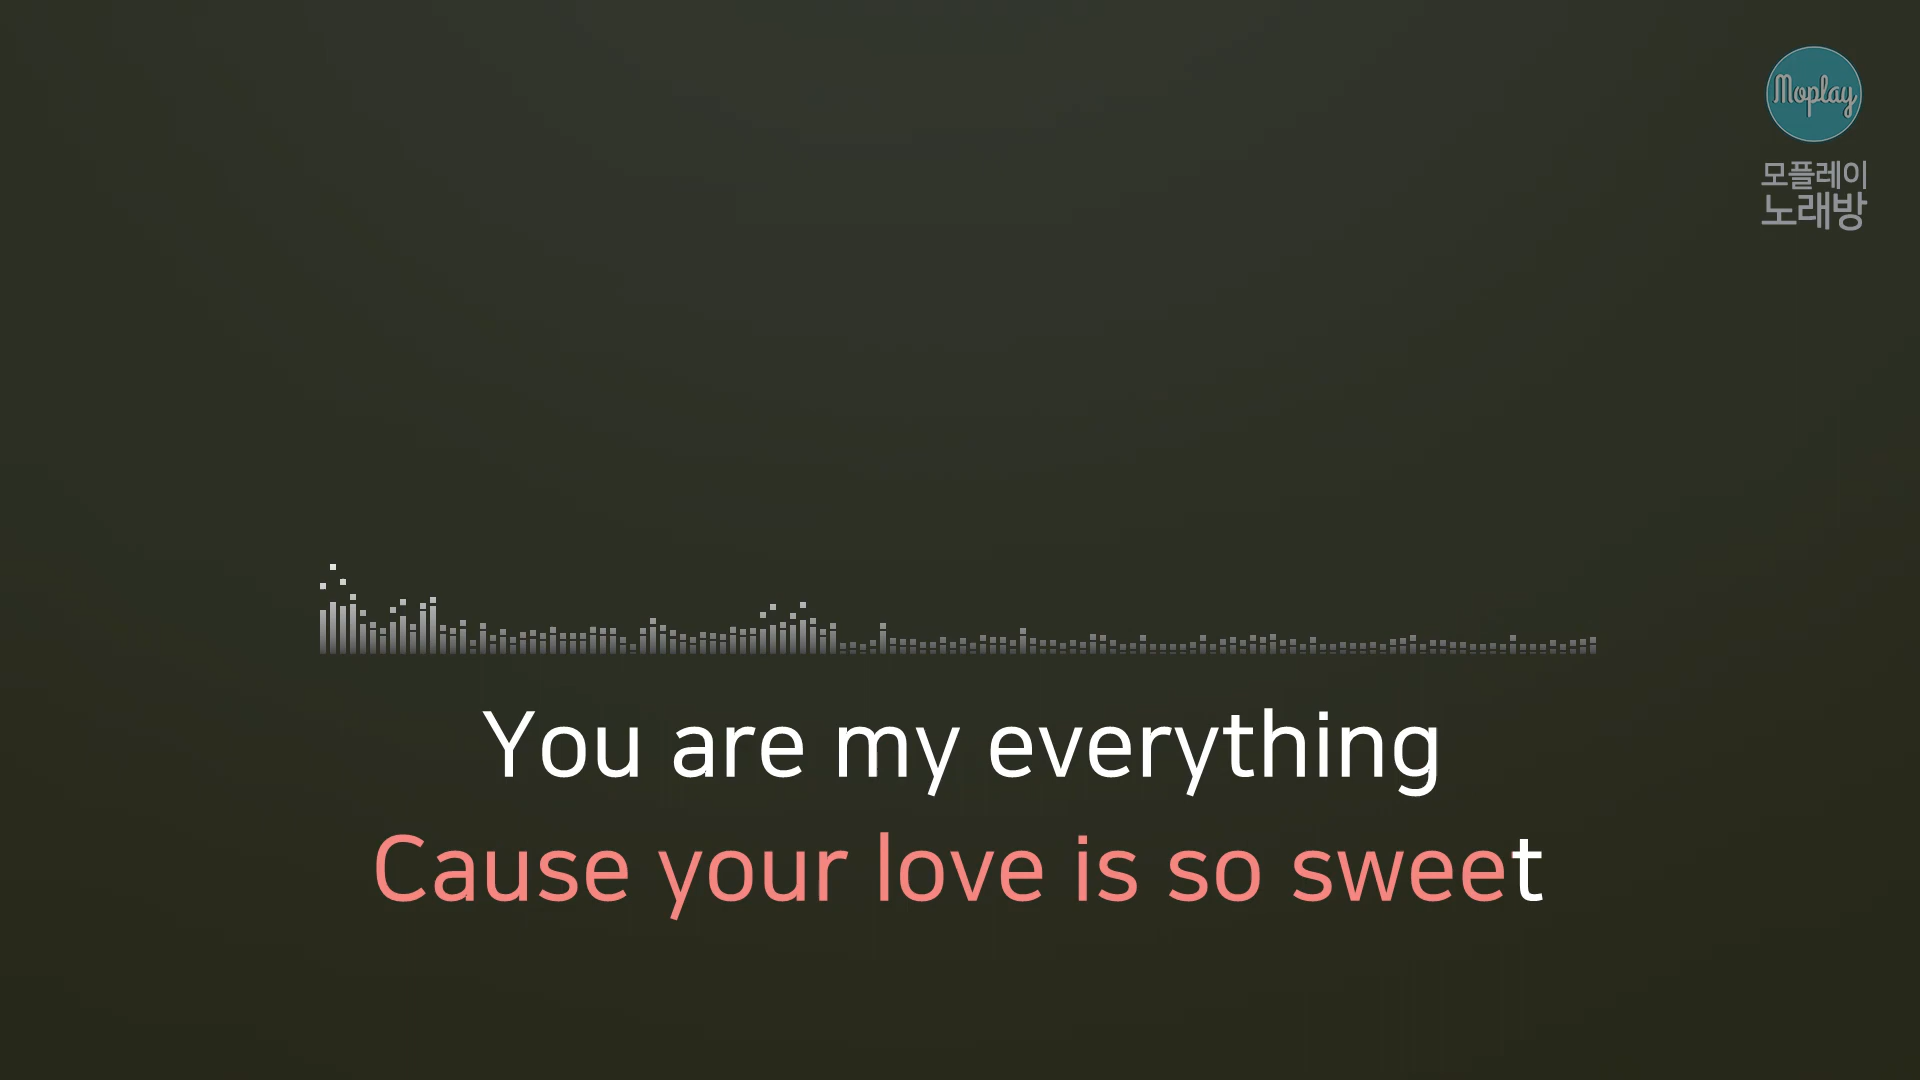 Moplay
모플레이
노래방
You are my everything
Cause your love is so sweet